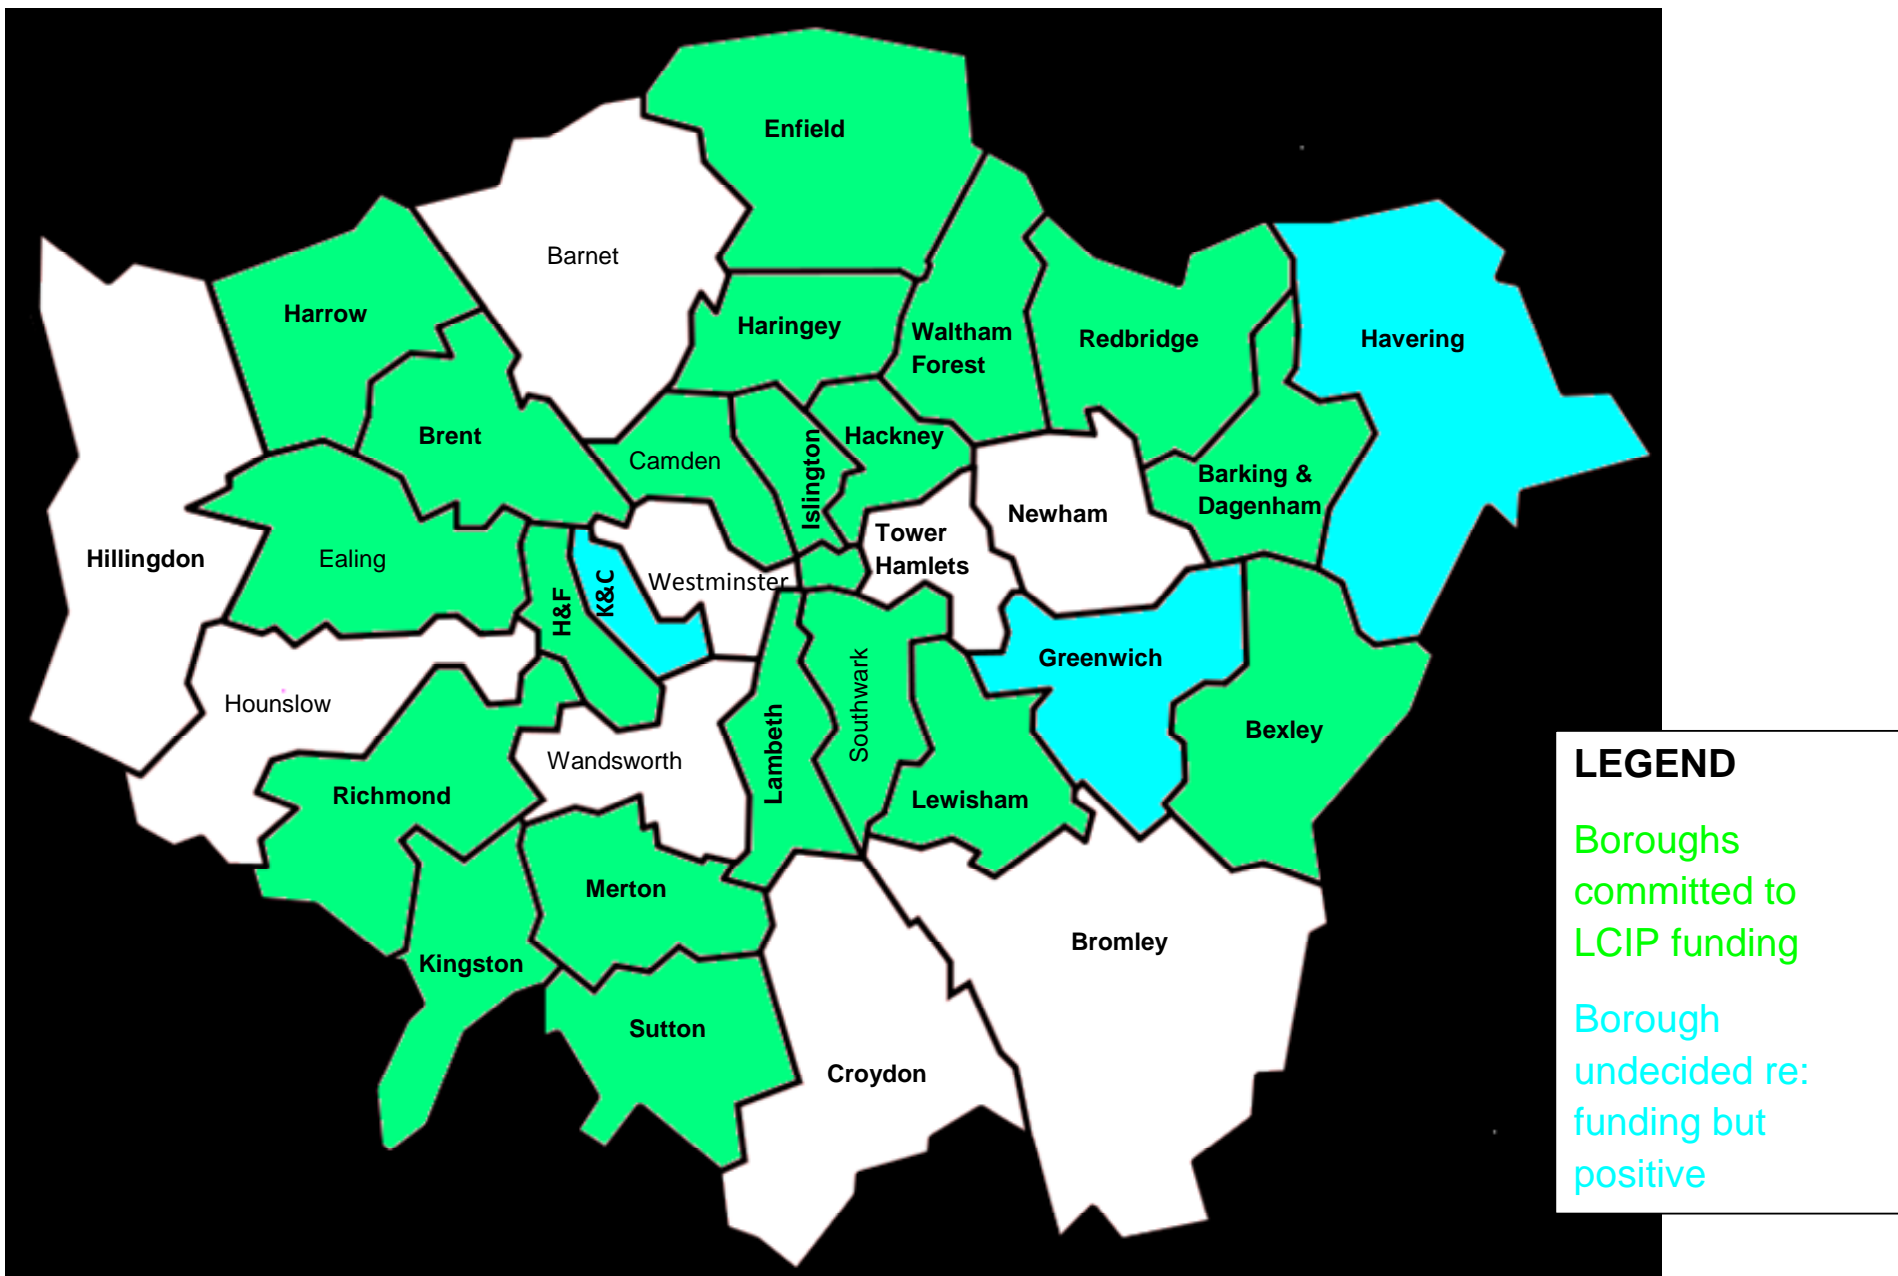 Enfield
Barnet
Harrow
Haringey
Waltham
Forest
Redbridge
Havering
Brent
Camden
Islington
Hackney
Barking &
Dagenham
Newham
Tower
Hamlets
Hillingdon
Ealing
H&F
K&C
Westminster
Greenwich
Hounslow
Wandsworth
Lambeth
Southwark
Bexley
Richmond
Lewisham
Merton
Kingston
Bromley
Sutton
Croydon
LEGEND
Boroughs
committed to
LCIP funding
Borough
undecided re:
funding but
positive